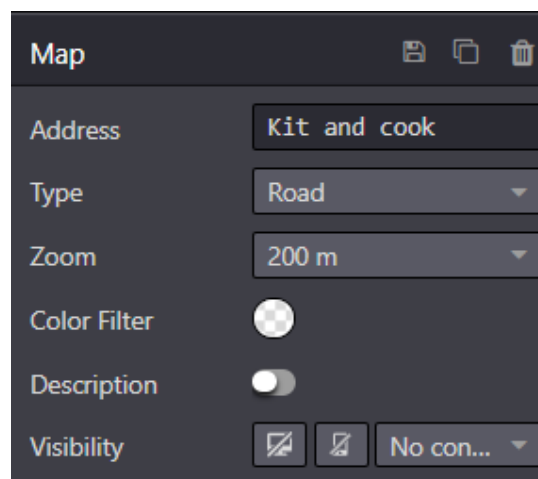 Map
Address Kit and cook
Type Road
Zoom 200 m
Color Filter
Description
Visibility No con...